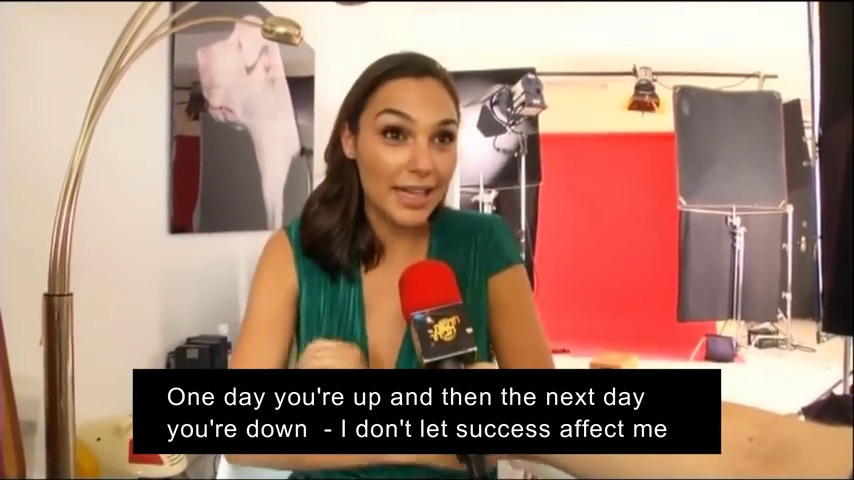 One day you're up and then the next day
you're down  - I don't let success affect me